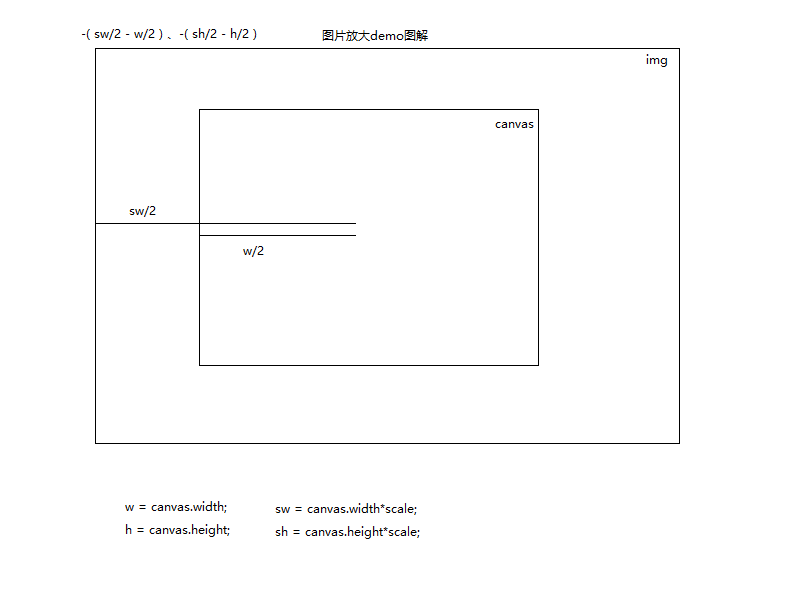 -( sw/2 - w/2 ) 、-( sh/2 - h/2 )
图片放大demo图解
img
canvas
sw/2
w/2
w = canvas.width;
sw = canvas.width*scale;
h = canvas.height;
sh = canvas.height*scale;